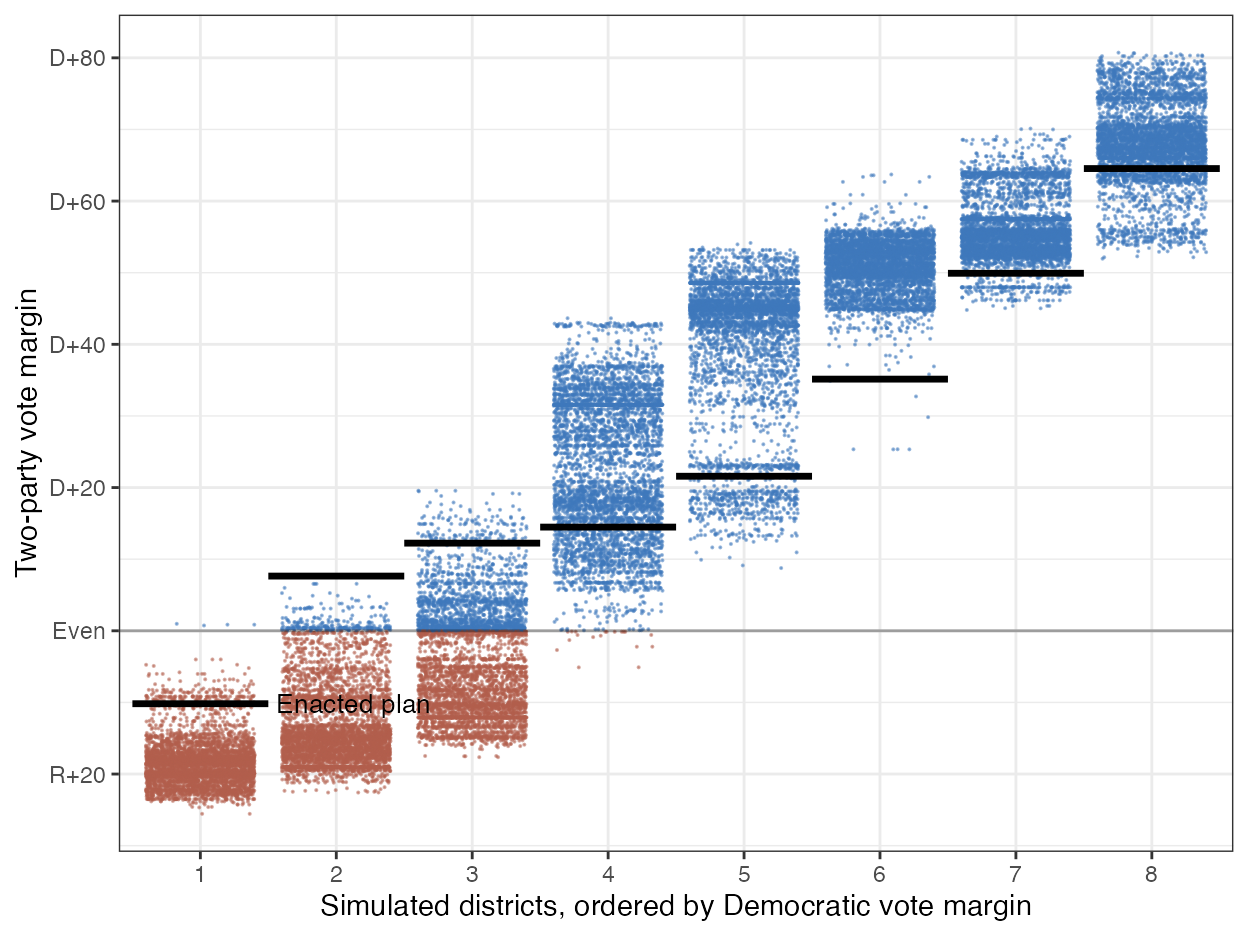 Two-party vote margin
D+80
D+60
D+40
D+20
Even
R+20
Enacted plan
1 2 3 4 5 6 7 8
Simulated districts, ordered by Democratic vote margin